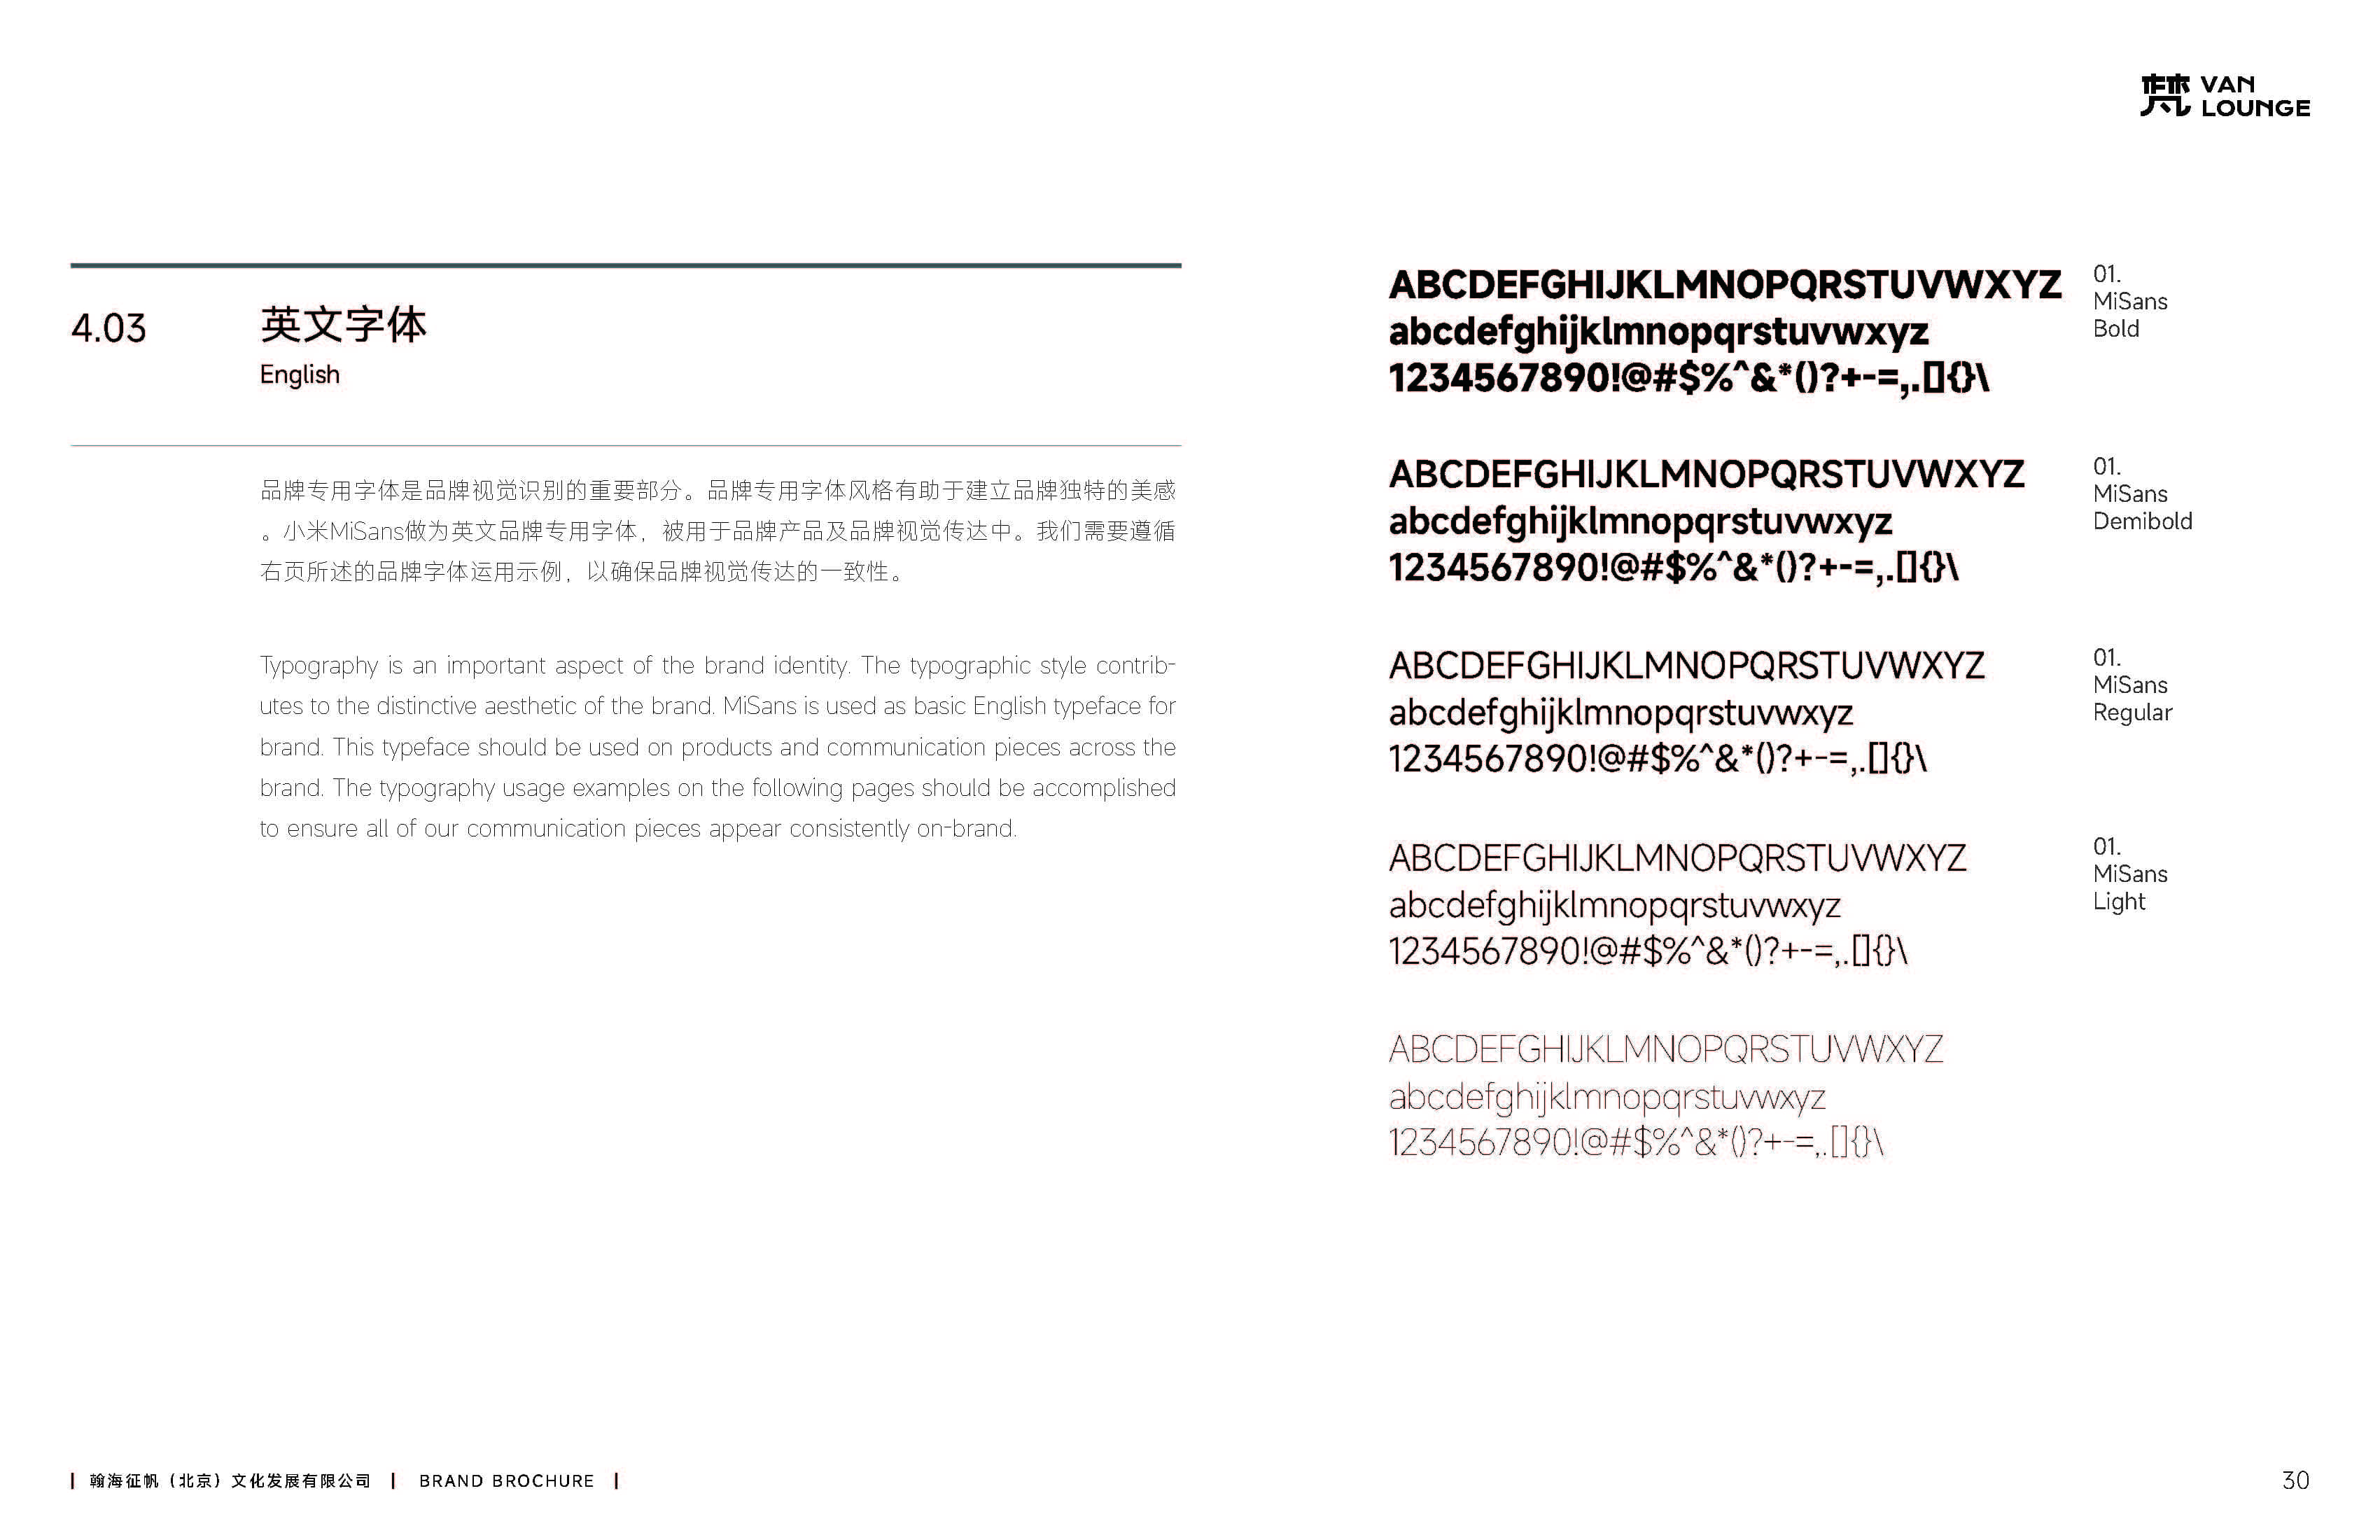 梵 VAN
LOUNGE
4.03
英文字体
English
品牌专用字体是品牌视觉识别的重要部分。品牌专用字体风格有助于建立品牌独特的美感
。小米MiSans做为英文品牌专用字体，被用于品牌产品及品牌视觉传达中。我们需要遵循
右页所述的品牌字体运用示例，以确保品牌视觉传达的一致性。
Typography is an important aspect of the brand identity. The typographic style contrib-
utes to the distinctive aesthetic of the brand. MiSans is used as basic English typeface for
brand. This typeface should be used on products and communication pieces across the
brand. The typography usage examples on the following pages should be accomplished
to ensure all of our communication pieces appear consistently on-brand.
ABCDEFGHIJKLMNOPQRSTUVWXYZ
abcdefghijklmnopqrstuvwxyz
1234567890!@#$%^&*()?+-=,.[]{}\
01.
MiSans
Bold
ABCDEFGHIJKLMNOPQRSTUVWXYZ
abcdefghijklmnopqrstuvwxyz
1234567890!@#$%^&*()?+-=,.[]{}\
01.
MiSans
Demibold
ABCDEFGHIJKLMNOPQRSTUVWXYZ
abcdefghijklmnopqrstuvwxyz
1234567890!@#$%^&*()?+-=,.[]{}\
01.
MiSans
Regular
ABCDEFGHIJKLMNOPQRSTUVWXYZ
abcdefghijklmnopqrstuvwxyz
1234567890!@#$%^&*()?+-=,.[]{}\
01.
MiSans
Light
ABCDEFGHIJKLMNOPQRSTUVWXYZ
abcdefghijklmnopqrstuvwxyz
1234567890!@#$%^&*()?+-=,.[]{}\
| 翰海征帆（北京）文化发展有限公司 | BRAND BROCHURE |
30